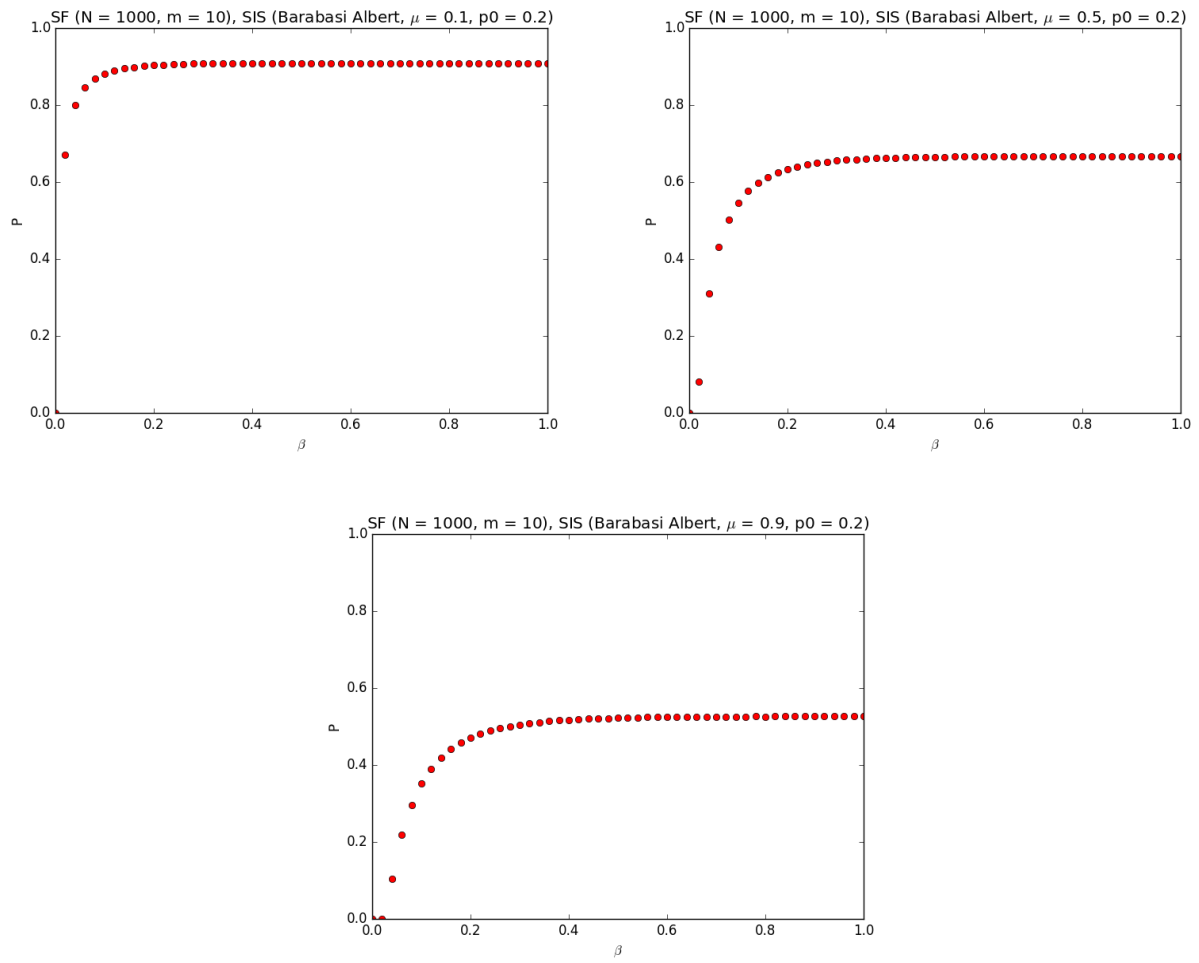 SF (N = 1000, m = 10), SIS (Barabasi Albert, μ = 0.1, p0 = 0.2)
1.0
0.8
0.6
P
0.4
0.2
0.0
0.0 0.2 0.4 0.6 0.8 1.0
β
SF (N = 1000, m = 10), SIS (Barabasi Albert, μ = 0.5, p0 = 0.2)
1.0
0.8
0.6
P
0.4
0.2
0.0
0.0 0.2 0.4 0.6 0.8 1.0
β
SF (N = 1000, m = 10), SIS (Barabasi Albert, μ = 0.9, p0 = 0.2)
1.0
0.8
0.6
P
0.4
0.2
0.0
0.0 0.2 0.4 0.6 0.8 1.0
β